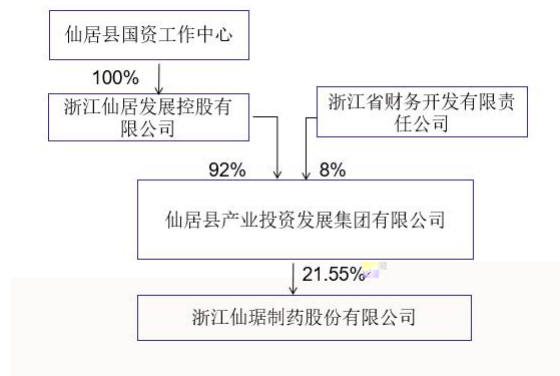 仙居县国资工作中心
100%
浙江仙居发展控股有
限公司
浙江省财务开发有限责
任公司
92%
8%
仙居县产业投资发展集团有限公司
21.55%
浙江仙琚制药股份有限公司